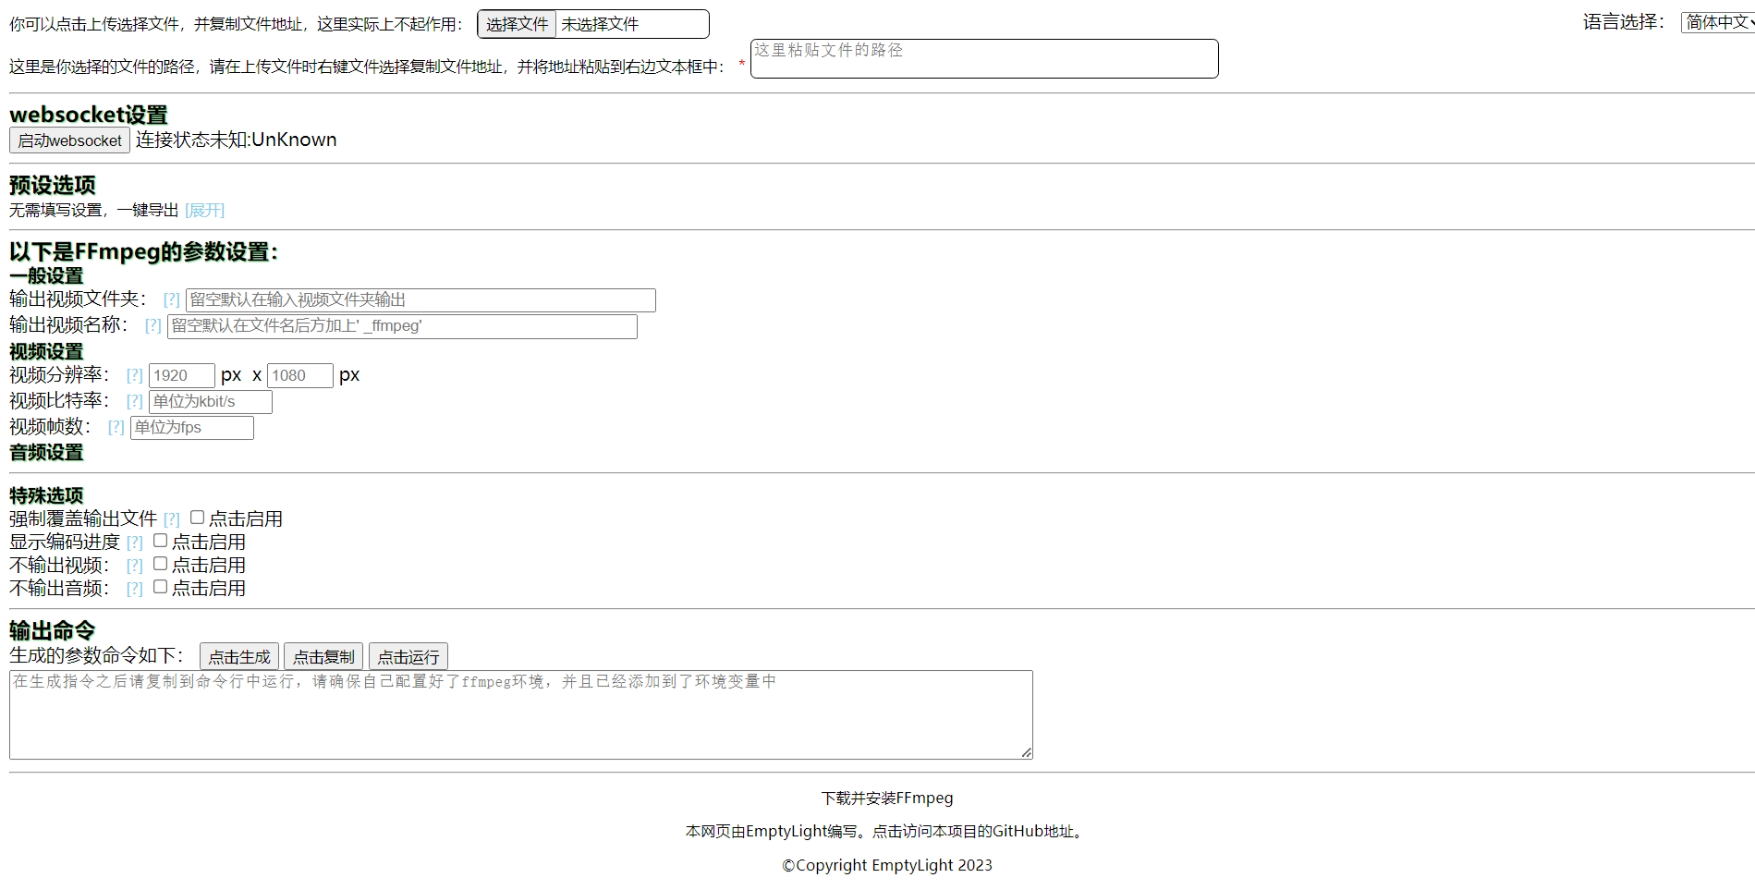 你可以点击上传选择文件，并复制文件地址，这里实际上不起作用： 选择文件 未选择文件
语言选择： 简体中文
这里是你选择的文件的路径，请在上传文件时右键文件选择复制文件地址，并将地址粘贴到右边文本框中： * 这里粘贴文件的路径
websocket设置
启动websocket 连接状态未知:UnKnown
预设选项
无需填写设置，一键导出 [展开]
以下是FFmpeg的参数设置：
一般设置
输出视频文件夹： [?] 留空默认在输入视频文件夹输出
输出视频名称： [?] 留空默认在文件名后方加上' _ffmpeg'
视频设置
视频分辨率： [?] 1920 px x 1080 px
视频比特率： [?] 单位为kbit/s
视频帧数： [?] 单位为fps
音频设置
特殊选项
强制覆盖输出文件 [?] 点击启用
显示编码进度 [?] 点击启用
不输出视频： [?] 点击启用
不输出音频： [?] 点击启用
输出命令
生成的参数命令如下： 点击生成 点击复制 点击运行
在生成指令之后请复制到命令行中运行，请确保自己配置好了ffmpeg环境，并且已经添加到了环境变量中
下载并安装FFmpeg
本网页由EmptyLight编写。点击访问本项目的GitHub地址。
©Copyright EmptyLight 2023